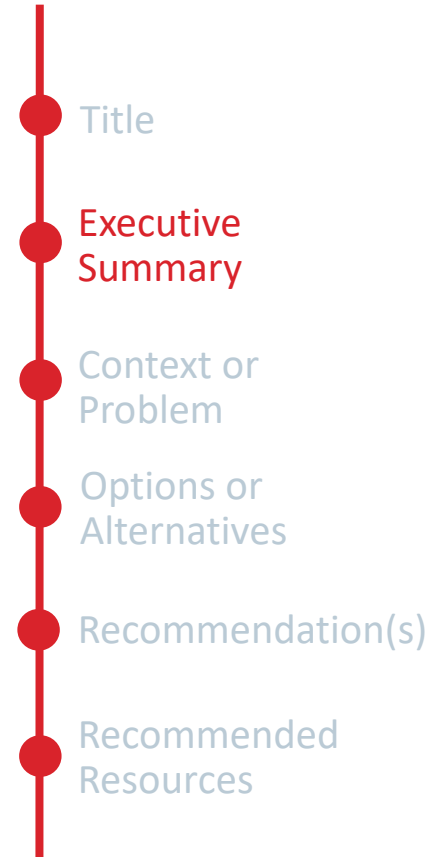 Title
Executive
Summary
Context or
Problem
Options or
Alternatives
Recommendation(s)
Recommended
Resources